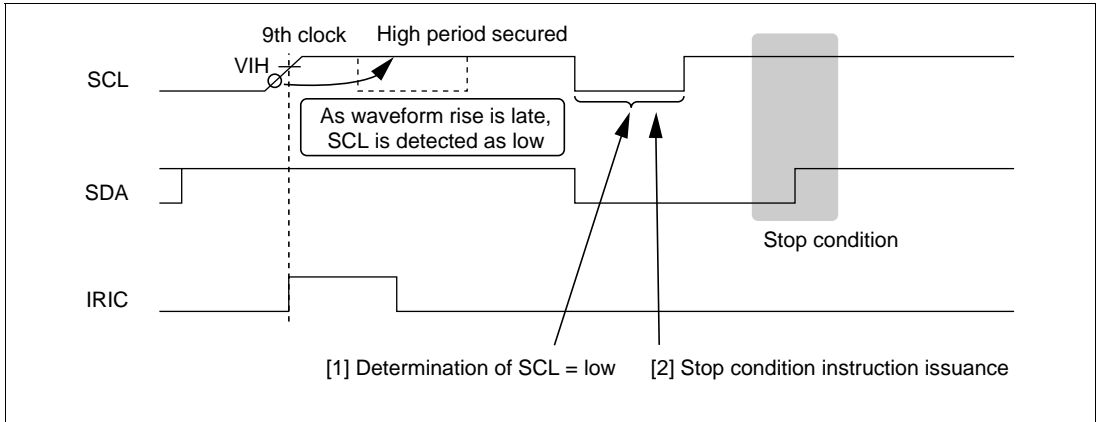 9th clock
High period secured
VIH
SCL
As waveform rise is late,
SCL is detected as low
SDA
Stop condition
IRIC
[1] Determination of SCL = low
[2] Stop condition instruction issuance